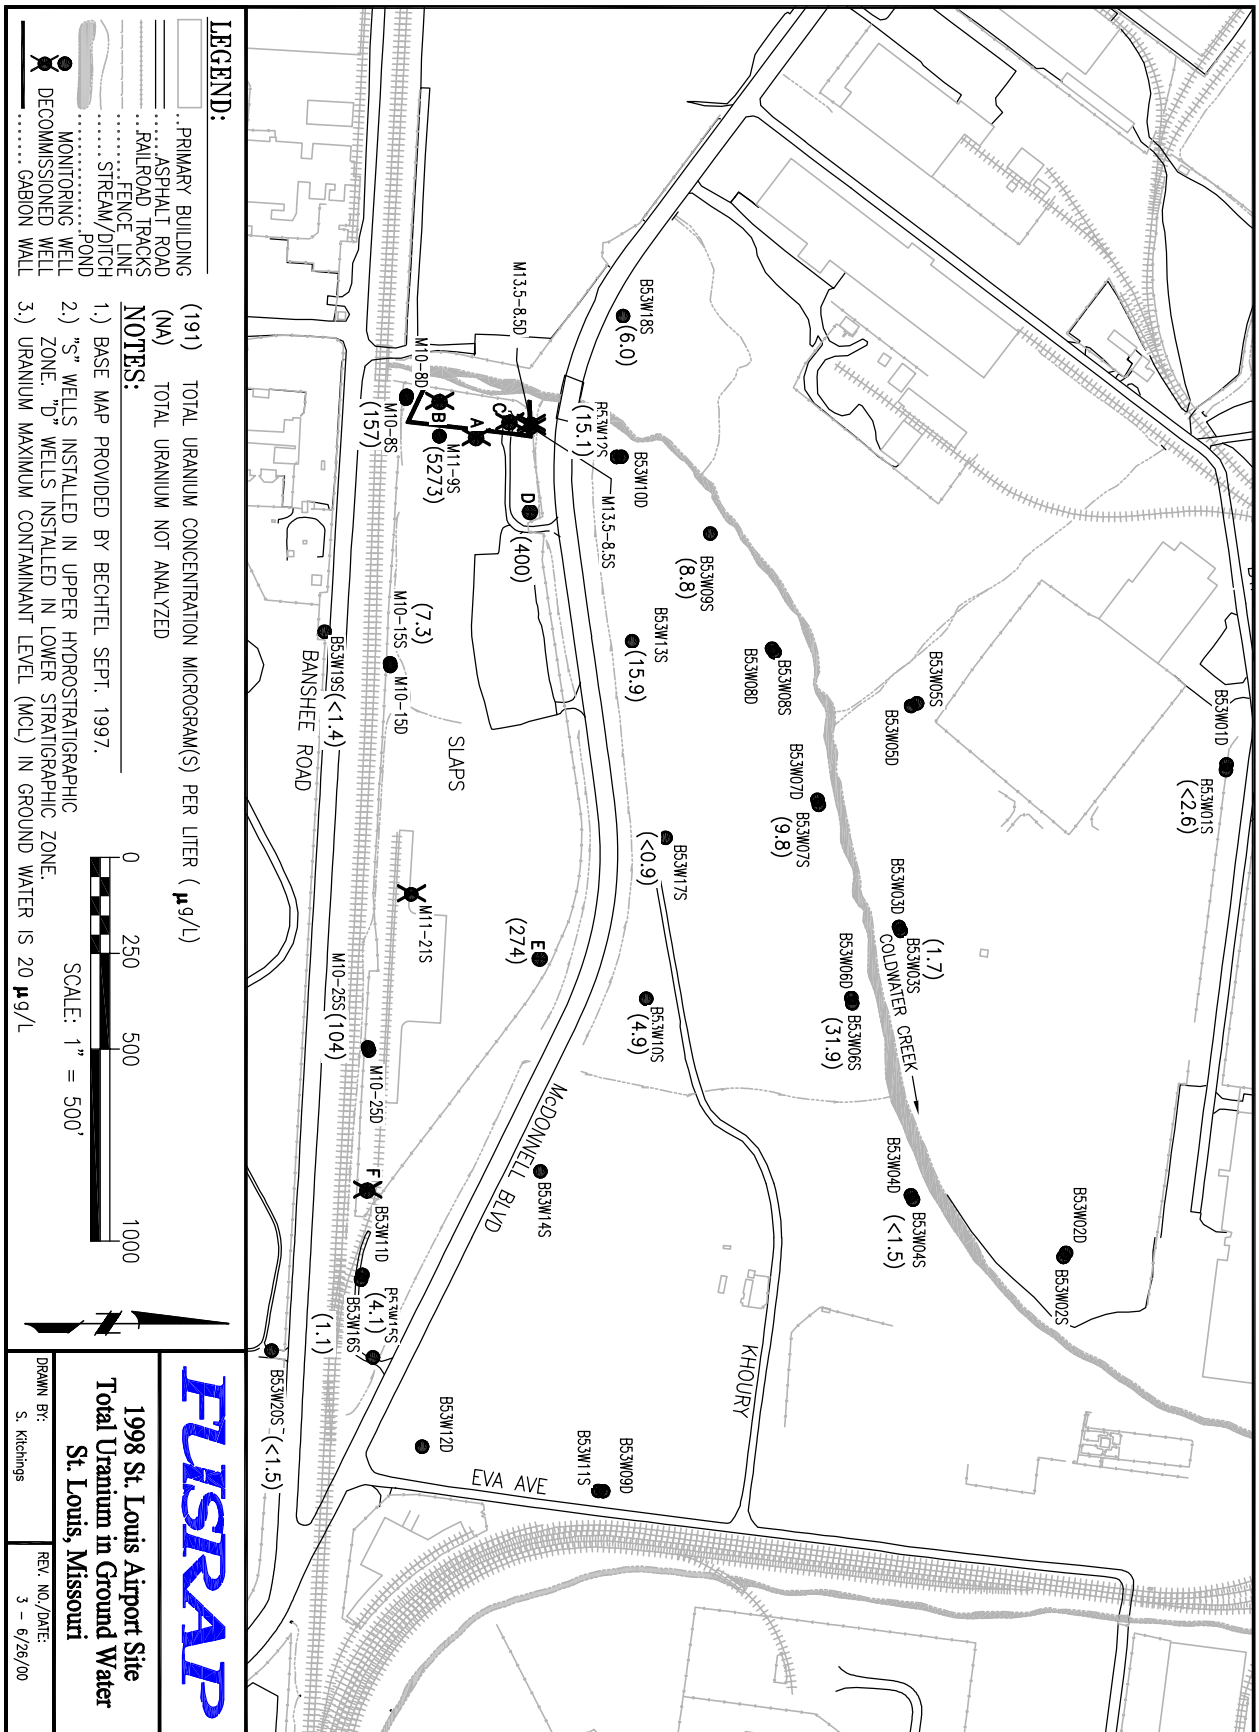 LEGEND:
..PRIMARY BUILDING
......ASPHALT ROAD
...RAILROAD TRACKS
..........FENCE LINE
......STREAM/DITCH
..................POND
MONITORING WELL
DECOMMISSIONED WELL
........GABION WALL
(191) TOTAL URANIUM CONCENTRATION MICROGRAM(S) PER LITER ( µg/L)
(NA) TOTAL URANIUM NOT ANALYZED
NOTES:
1.) BASE MAP PROVIDED BY BECHTEL SEPT. 1997.
2.) "S" WELLS INSTALLED IN UPPER HYDROSTRATIGRAPHIC
ZONE. "D" WELLS INSTALLED IN LOWER STRATIGRAPHIC ZONE.
3.) URANIUM MAXIMUM CONTAMINANT LEVEL (MCL) IN GROUND WATER IS 20 µg/L
0 250 500 1000
SCALE: 1" = 500'
FUSRAP
1998 St. Louis Airport Site
Total Uranium in Ground Water
St. Louis, Missouri
DRAWN BY:
S. Kitchings
REV. NO./DATE:
3 - 6/26/00
B53W01D
B53W01S
(<2.6)
B53W02D
B53W02S
B53W05S
B53W05D
B53W03D
(1.7)
B53W03S
COLDWATER CREEK
B53W04D
B53W04S
(<1.5)
B53W06D
B53W06S
(31.9)
B53W07D
B53W07S
(9.8)
B53W08S
B53W08D
B53W09S
(8.8)
B53W18S
(6.0)
B53W10D
B53W12S
(15.1)
M13.5-8.5S
M13.5-8.5D
B53W13S
(15.9)
B53W17S
(<0.9)
B53W10S
(4.9)
KHOURY
B53W14S
McDONNELL BLVD
B53W09D
B53W11S
EVA AVE
B53W12D
C
D
(400)
A
B
M11-9S
(5273)
M10-8D
M10-8S
(157)
E
(274)
SLAPS
(7.3)
M10-15S
M10-15D
M11-21S
M10-25S(104)
M10-25D
F
B53W11D
B53W15S
(4.1)
B53W16S
(1.1)
B53W19S(<1.4)
BANSHEE ROAD
B53W20S
(<1.5)